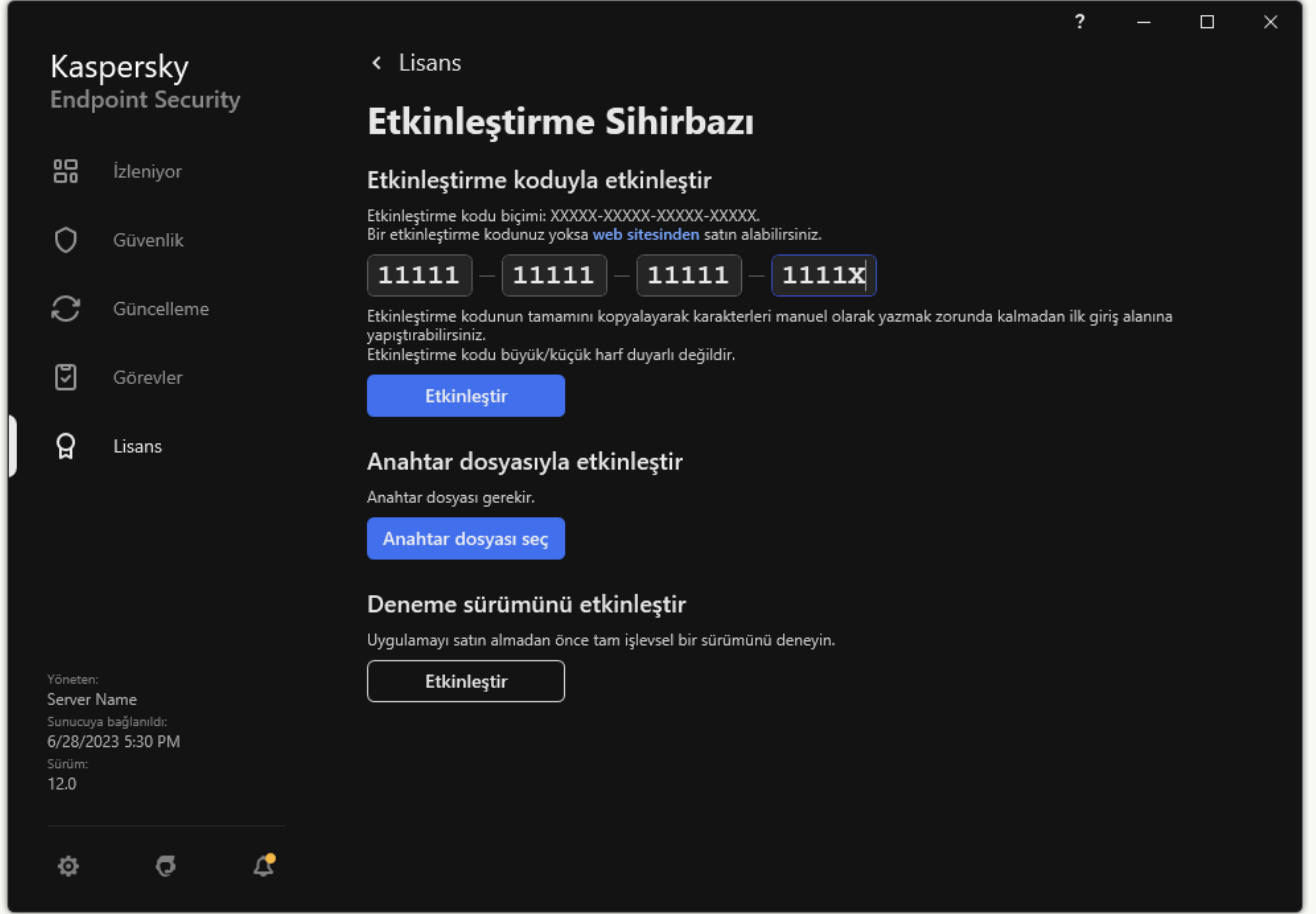 ?
Kaspersky
Endpoint Security
İzleniyor
Güvenlik
Güncelleme
Görevler
Lisans
Yöneten:
Server Name
Sunucuya bağlanıldı:
6/28/2023 5:30 PM
Sürüm:
12.0
Lisans
Etkinleştirme Sihirbazı
Etkinleştirme koduyla etkinleştir
Etkinleştirme kodu biçimi: XXXXX-XXXXX-XXXXX-XXXXX.
Bir etkinleştirme kodunuz yoksa web sitesinden satın alabilirsiniz.
11111 – 11111 – 11111 – 1111X
Etkinleştirme kodunun tamamını kopyalayarak karakterleri manuel olarak yazmak zorunda kalmadan ilk giriş alanına
yapıştırabilirsiniz.
Etkinleştirme kodu büyük/küçük harf duyarlı değildir.
Etkinleştir
Anahtar dosyasıyla etkinleştir
Anahtar dosyası gerekir.
Anahtar dosyası seç
Deneme sürümünü etkinleştir
Uygulamayı satın almadan önce tam işlevsel bir sürümünü deneyin.
Etkinleştir